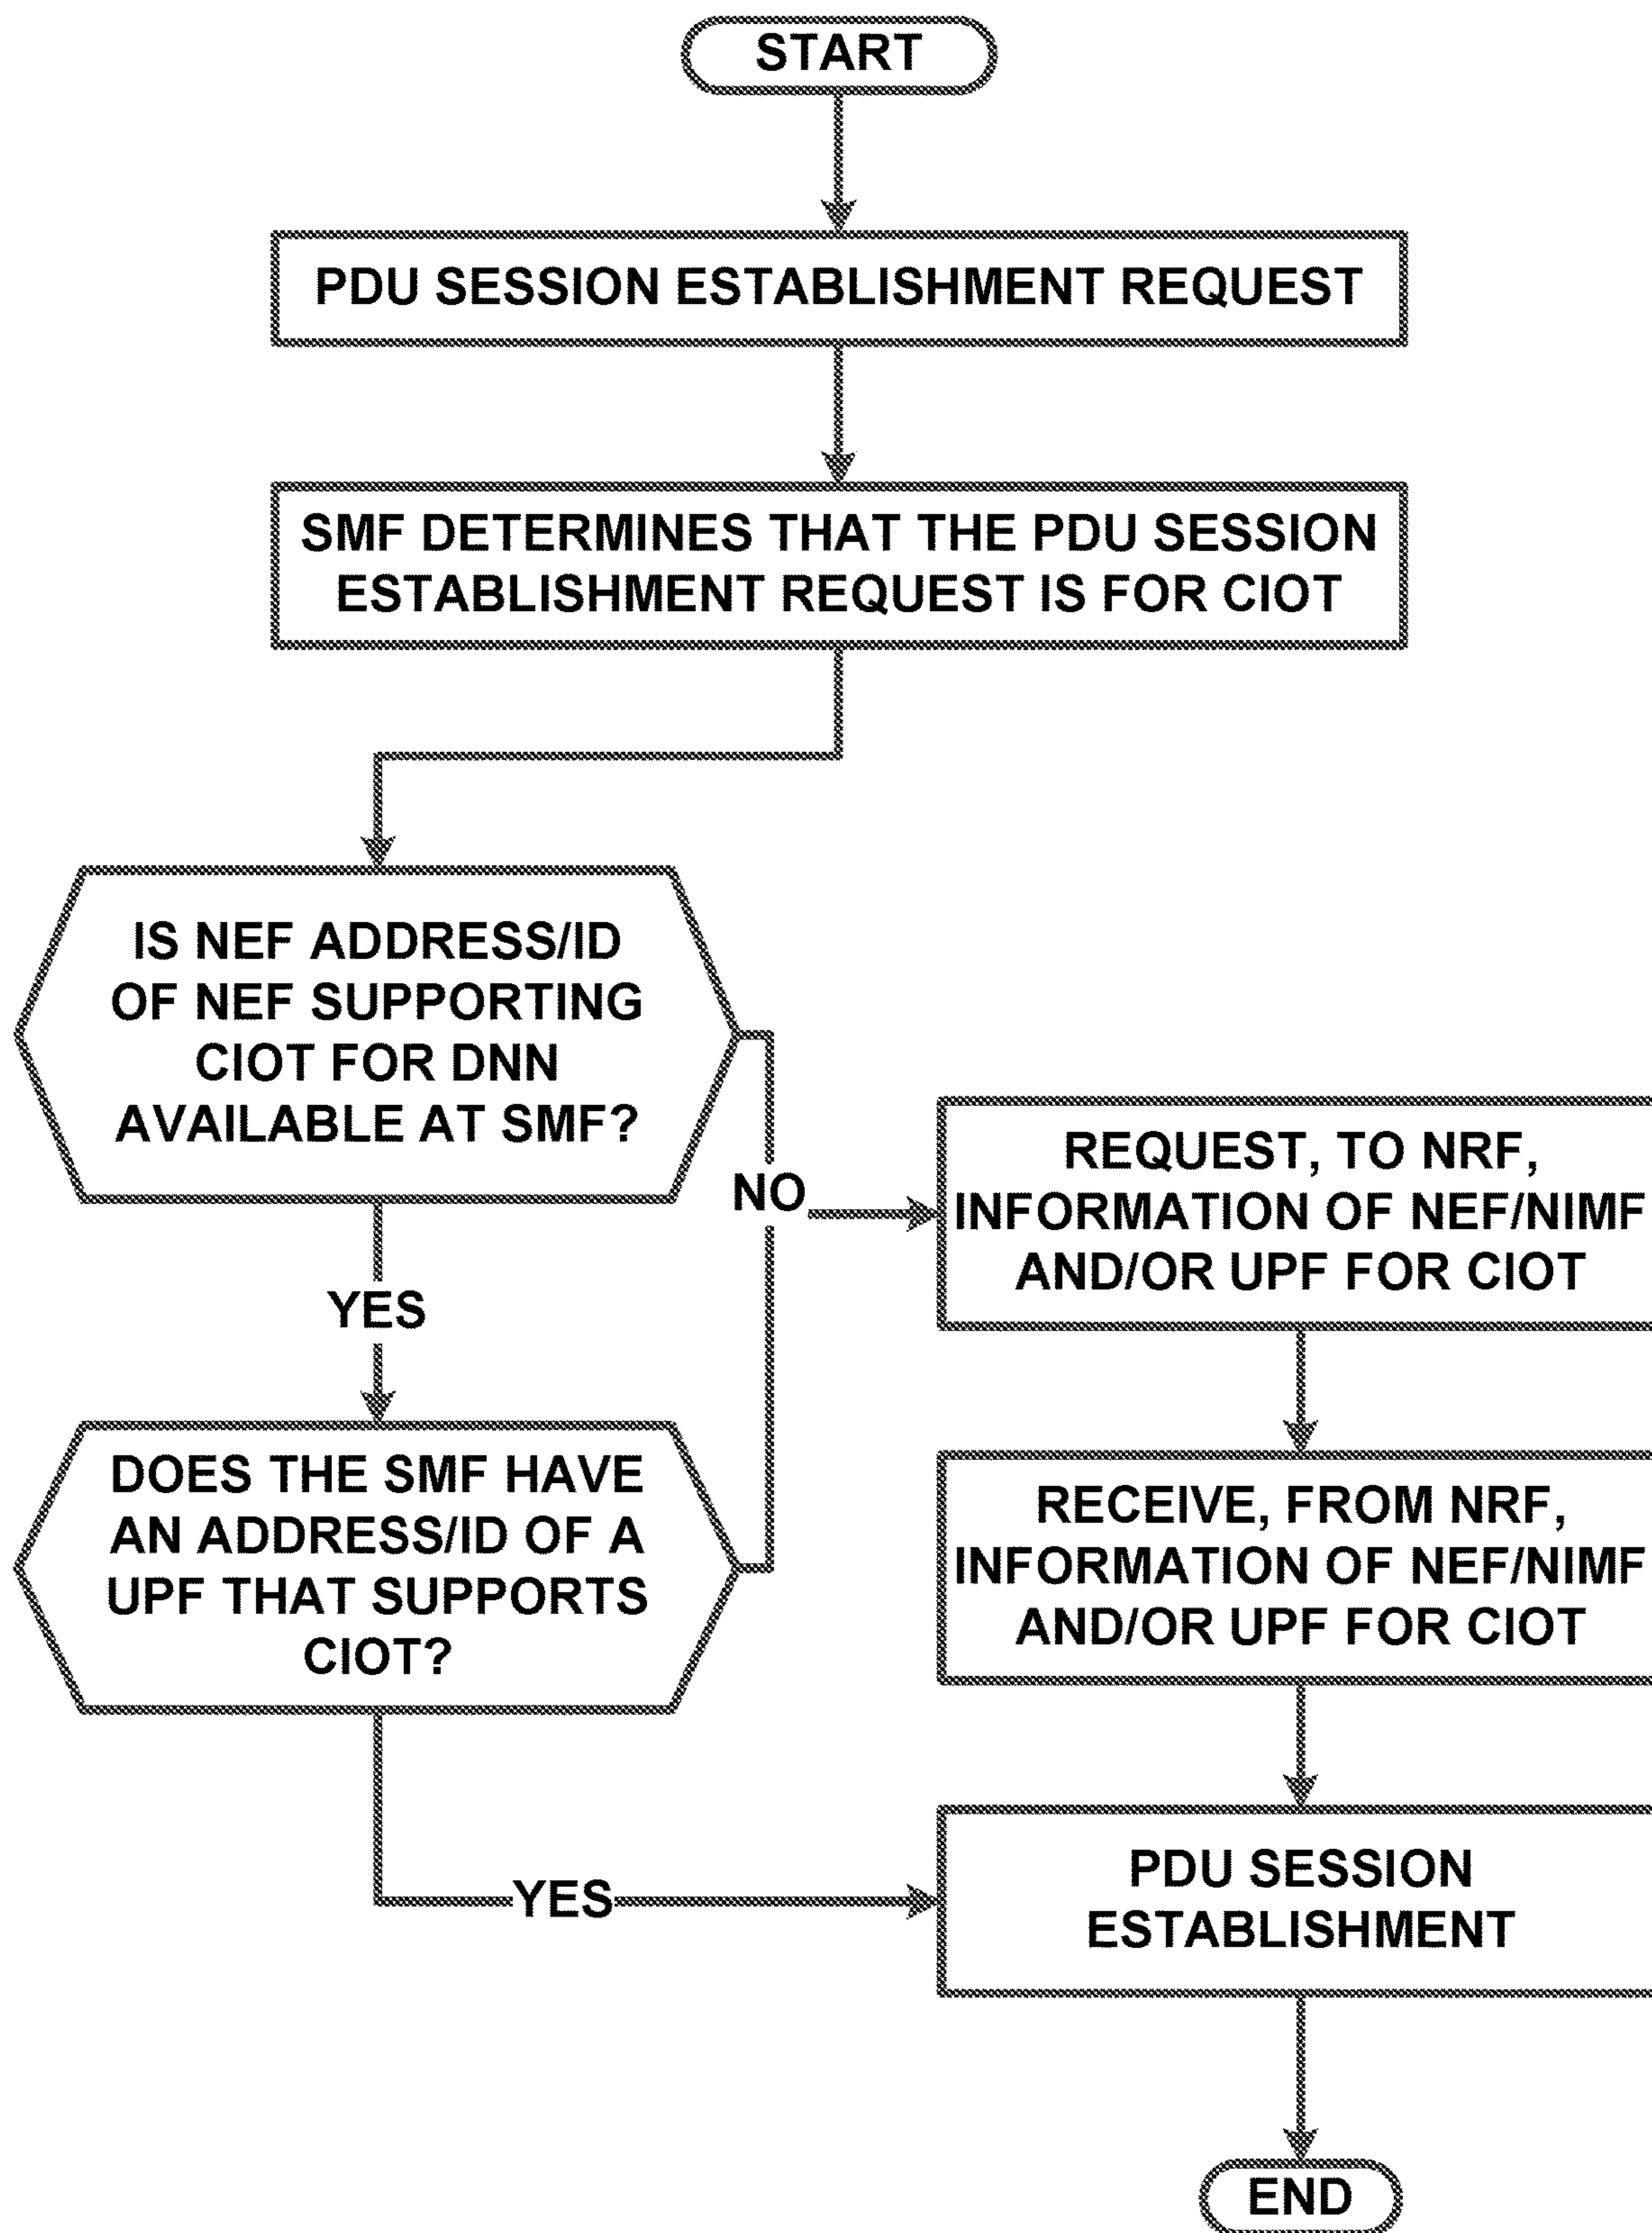 START
PDU SESSION ESTABLISHMENT REQUEST
SMF DETERMINES THAT THE PDU SESSION
ESTABLISHMENT REQUEST IS FOR CIOT
IS NEF ADDRESS/ID
OF NEF SUPPORTING
CIOT FOR DNN
AVAILABLE AT SMF?
NO
REQUEST, TO NRF,
INFORMATION OF NEF/NIMF
AND/OR UPF FOR CIOT
YES
DOES THE SMF HAVE
AN ADDRESS/ID OF A
UPF THAT SUPPORTS
CIOT?
RECEIVE, FROM NRF,
INFORMATION OF NEF/NIMF
AND/OR UPF FOR CIOT
YES
PDU SESSION
ESTABLISHMENT
END